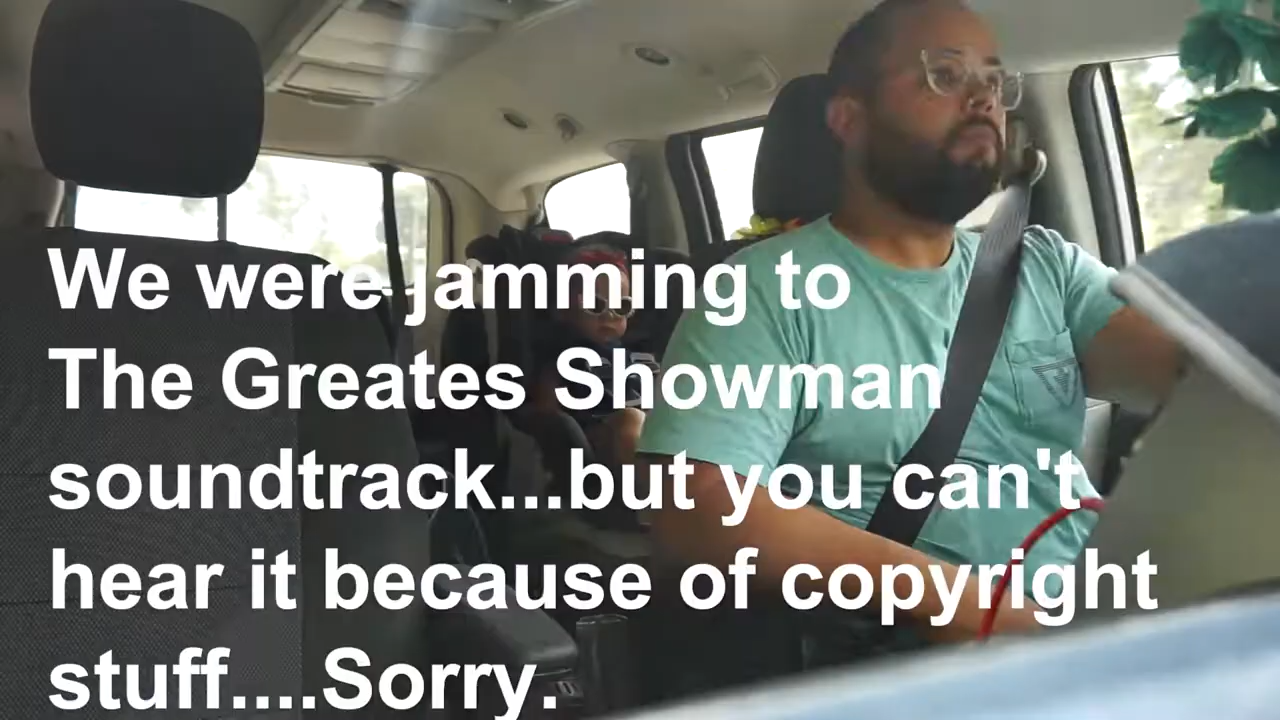 We were jamming to
The Greates Showman
soundtrack...but you can't
hear it because of copyright
stuff....Sorry.